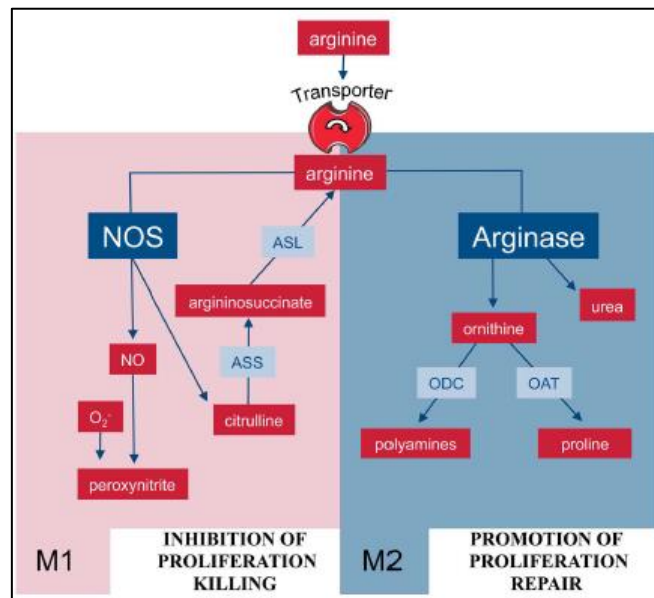 arginine
Transporter
arginine
NOS
Arginase
ASL
argininosuccinate
urea
ornithine
NO
ASS
ODC
OAT
O2-
citrulline
polyamines
proline
peroxynitrite
M1
INHIBITION OF
PROLIFERATION
KILLING
M2
PROMOTION OF
PROLIFERATION
REPAIR